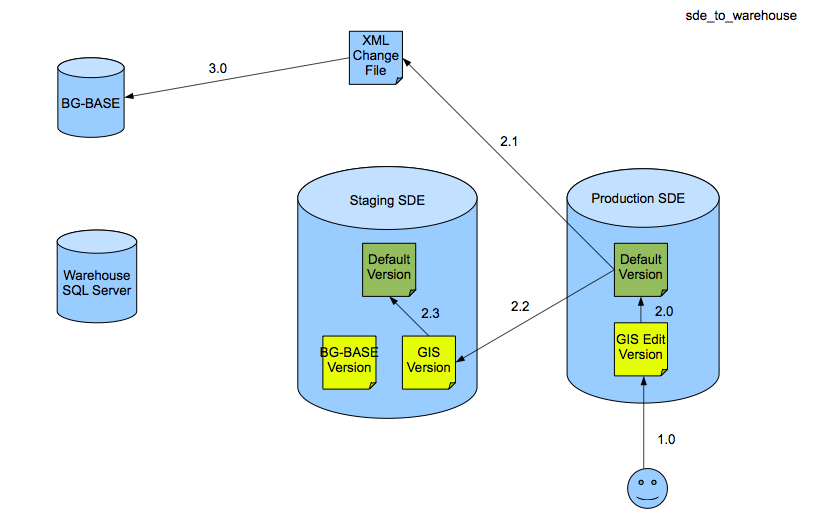 sde_to_warehouse
XML
Change
File
3.0
BG-BASE
2.1
Staging SDE
Production SDE
Default
Version
Default
Version
Warehouse
SQL Server
2.2
2.3
2.0
BG-BASE
Version
GIS
Version
GIS Edit
Version
1.0